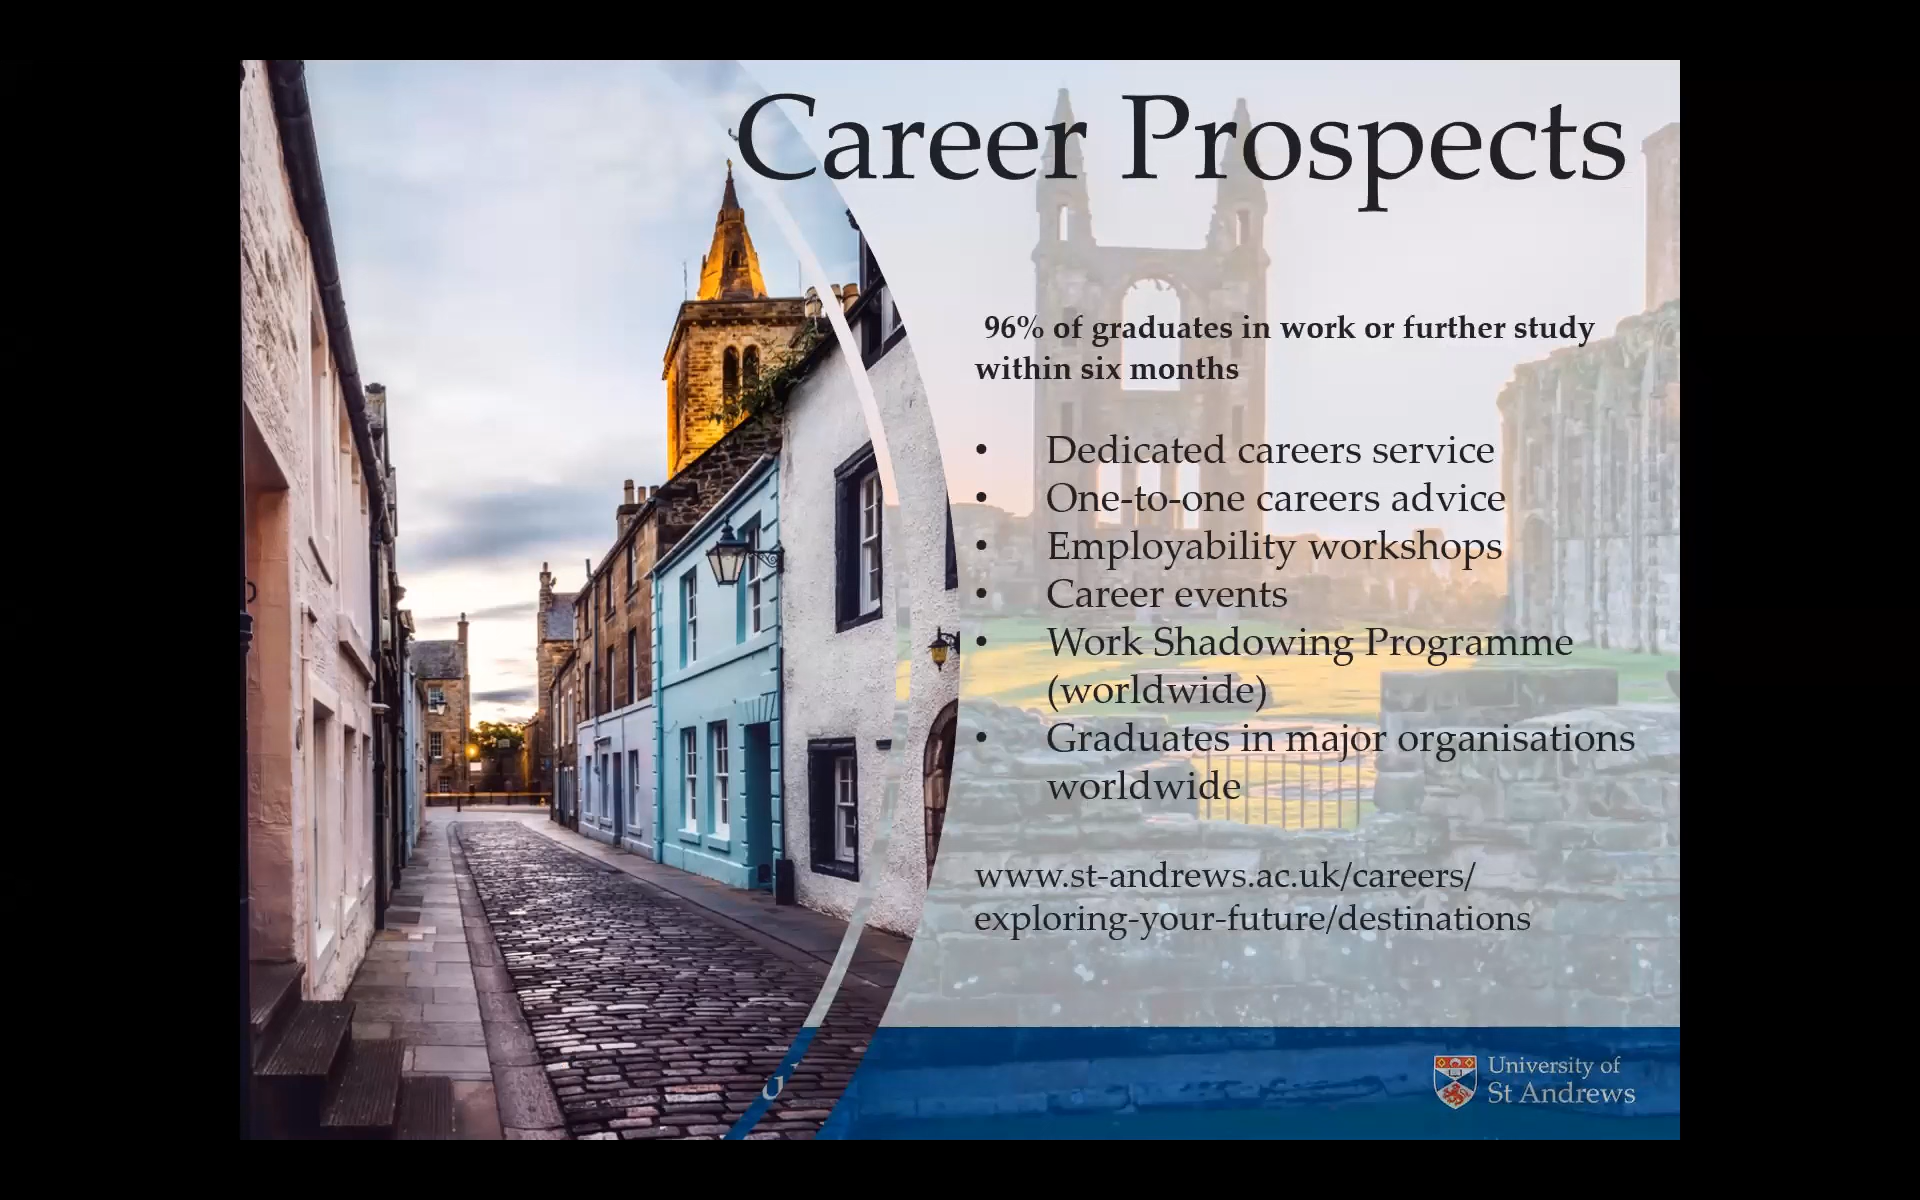 Career Prospects
96% of graduates in work or further study
within six months
• Dedicated careers service
• One-to-one careers advice
• Employability workshops
• Career events
• Work Shadowing Programme
(worldwide)
• Graduates in major organisations
worldwide
www.st-andrews.ac.uk/careers/
exploring-your-future/destinations
University of
St Andrews